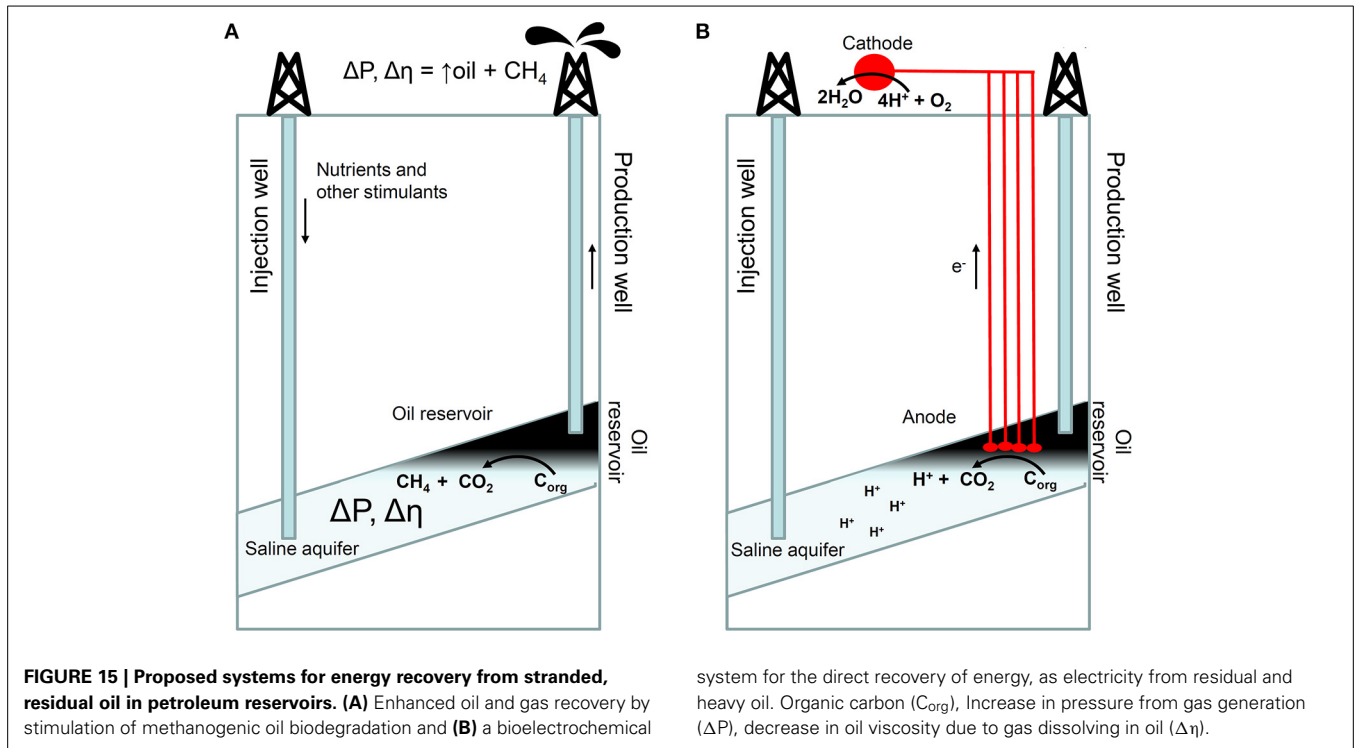 A
ΔP, Δη = ↑oil + CH₄
Injection well
Nutrients and
other stimulants
Production well
Oil reservoir
Oil
reservoir
CH₄ + CO₂
C_org
ΔP, Δη
Saline aquifer
B
Cathode
2H₂O
4H⁺ + O₂
Injection well
Production well
e⁻
Anode
Oil
reservoir
H⁺ + CO₂
C_org
H⁺
H⁺
H⁺
H⁺
Saline aquifer
FIGURE 15 | Proposed systems for energy recovery from stranded,
residual oil in petroleum reservoirs. (A) Enhanced oil and gas recovery by
stimulation of methanogenic oil biodegradation and (B) a bioelectrochemical
system for the direct recovery of energy, as electricity from residual and
heavy oil. Organic carbon (C_org), Increase in pressure from gas generation
(ΔP), decrease in oil viscosity due to gas dissolving in oil (Δη).